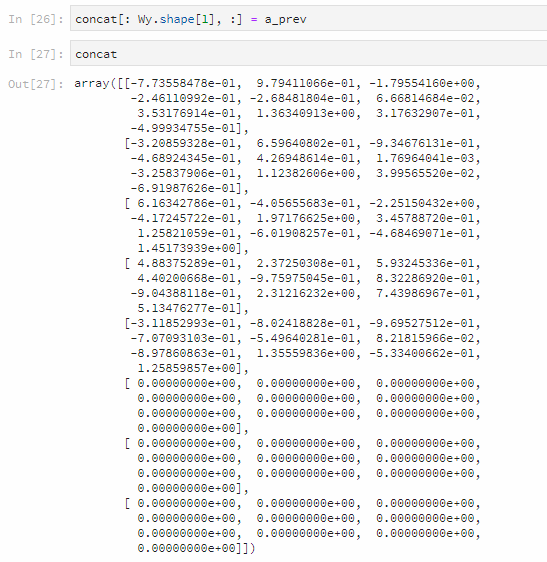 In [26]: concat[: Wy.shape[1], :] = a_prev
In [27]: concat
Out[27]: array([[-7.73558478e-01, 9.79411066e-01, -1.79554160e+00,
-2.46110992e-01, -2.68481804e-01, 6.66814684e-02,
3.53176914e-01, 1.36340913e+00, 3.17632907e-01,
-4.99934755e-01],
[-3.20859328e-01, 6.59640802e-01, -9.34676131e-01,
-4.68924345e-01, 4.26948614e-01, 1.76964041e-03,
-3.25837906e-01, 1.12382606e+00, 3.99565520e-02,
-6.91987626e-01],
[ 6.16342786e-01, -4.05655683e-01, -2.25150432e+00,
-4.17245722e-01, 1.97176625e+00, 3.45788720e-01,
1.25821059e-01, -6.01908257e-01, -4.68469071e-01,
1.45173939e+00],
[ 4.88375289e-01, 2.37250308e-01, 5.93245336e-01,
4.40200668e-01, -9.75975045e-01, 8.32286920e-01,
-9.04388118e-01, 2.31216232e+00, 7.43986967e-01,
5.13476277e-01],
[-3.11852993e-01, -8.02418828e-01, -9.69527512e-01,
-7.07093103e-01, -5.49640281e-01, 8.21815966e-02,
-8.97860863e-01, 1.35559836e+00, -5.33400662e-01,
1.25859857e+00],
[ 0.00000000e+00, 0.00000000e+00, 0.00000000e+00,
0.00000000e+00, 0.00000000e+00, 0.00000000e+00,
0.00000000e+00, 0.00000000e+00, 0.00000000e+00,
0.00000000e+00],
[ 0.00000000e+00, 0.00000000e+00, 0.00000000e+00,
0.00000000e+00, 0.00000000e+00, 0.00000000e+00,
0.00000000e+00, 0.00000000e+00, 0.00000000e+00,
0.00000000e+00],
[ 0.00000000e+00, 0.00000000e+00, 0.00000000e+00,
0.00000000e+00, 0.00000000e+00, 0.00000000e+00,
0.00000000e+00, 0.00000000e+00, 0.00000000e+00,
0.00000000e+00]])